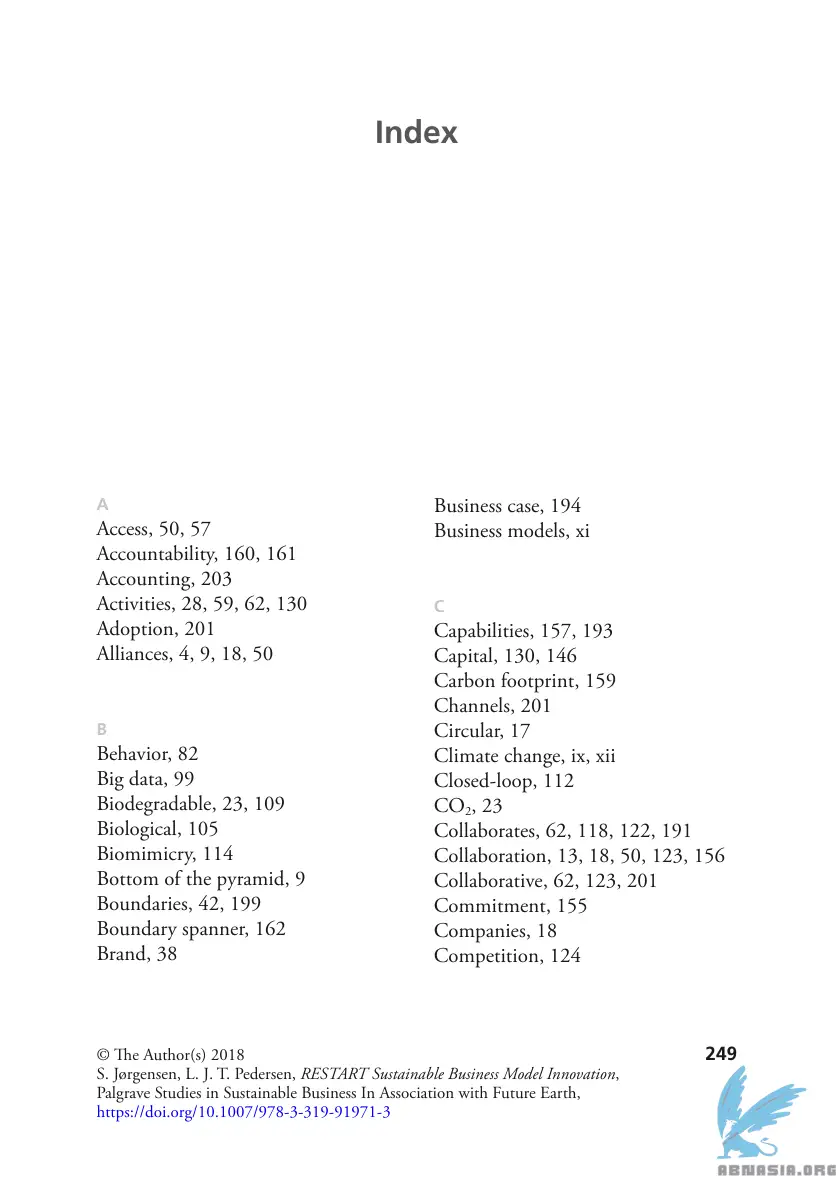 Index
A
Access, 50, 57
Accountability, 160, 161
Accounting, 203
Activities, 28, 59, 62, 130
Adoption, 201
Alliances, 4, 9, 18, 50
B
Behavior, 82
Big data, 99
Biodegradable, 23, 109
Biological, 105
Biomimicry, 114
Bottom of the pyramid, 9
Boundaries, 42, 199
Boundary spanner, 162
Brand, 38
Business case, 194
Business models, xi
C
Capabilities, 157, 193
Capital, 130, 146
Carbon footprint, 159
Channels, 201
Circular, 17
Climate change, ix, xii
Closed-loop, 112
CO₂, 23
Collaborates, 62, 118, 122, 191
Collaboration, 13, 18, 50, 123, 156
Collaborative, 62, 123, 201
Commitment, 155
Companies, 18
Competition, 124
© The Author(s) 2018
S. Jørgensen, L. J. T. Pedersen, RESTART Sustainable Business Model Innovation,
Palgrave Studies in Sustainable Business In Association with Future Earth,
https://doi.org/10.1007/978-3-319-91971-3
249
ABNASIA.ORG